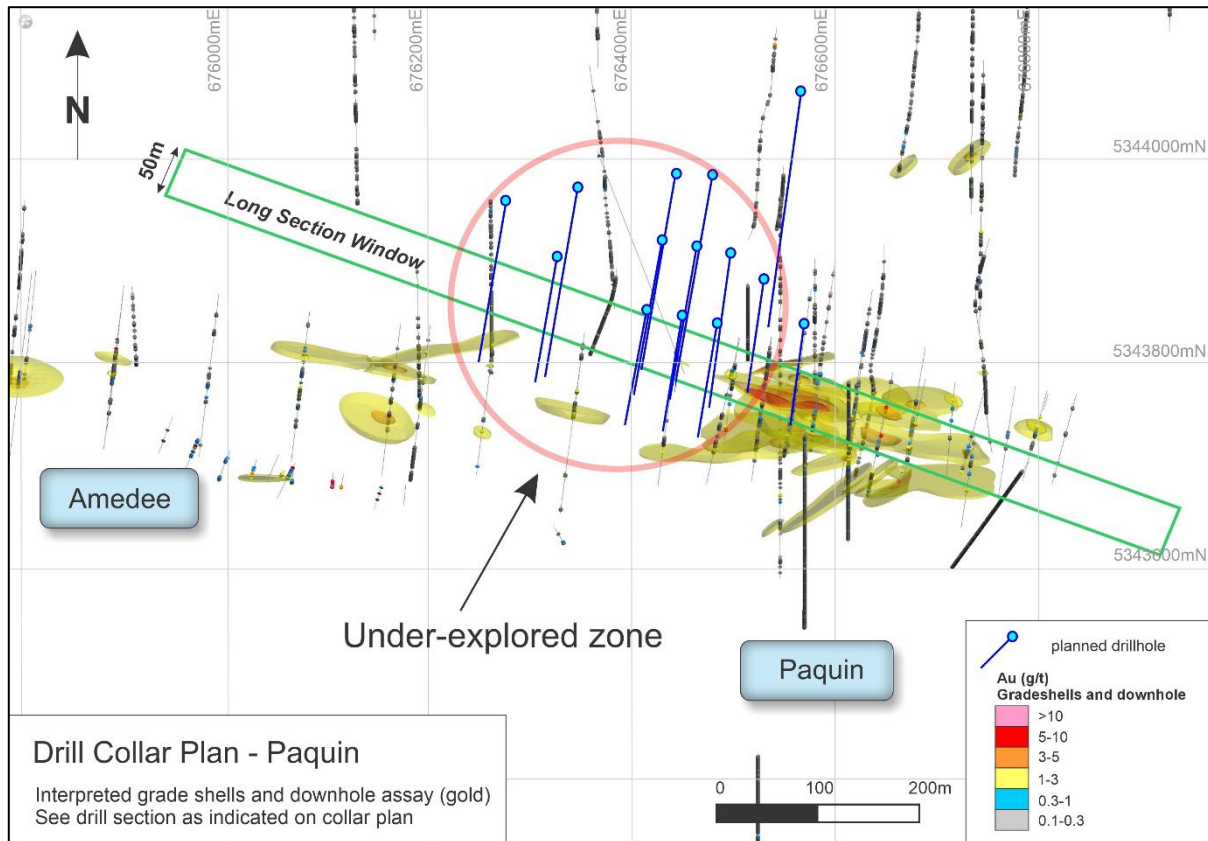 676000mE
676200mE
676400mE
676600mE
676800mE
N
5344000mN
50m
Long Section Window
5343800mN
Amedee
5343600mN
Under-explored zone
Paquin
planned drillhole
Au (g/t)
Gradeshells and downhole
>10
5-10
3-5
1-3
0.3-1
0.1-0.3
Drill Collar Plan - Paquin
Interpreted grade shells and downhole assay (gold)
See drill section as indicated on collar plan
0
100
200m